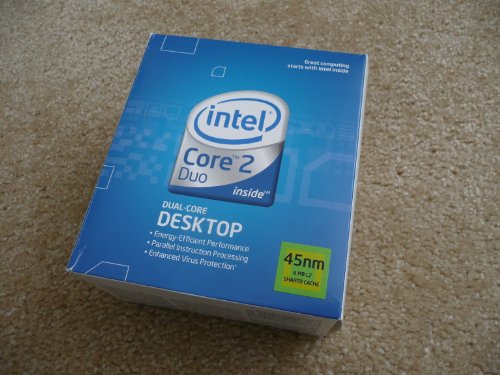 Great computing
starts with Intel inside
intel
Core™2
Duo
inside™
DUAL-CORE
DESKTOP
• Energy-Efficient Performance
• Parallel Instruction Processing
• Enhanced Virus Protection*
45nm
6 MB L2
SHARED CACHE